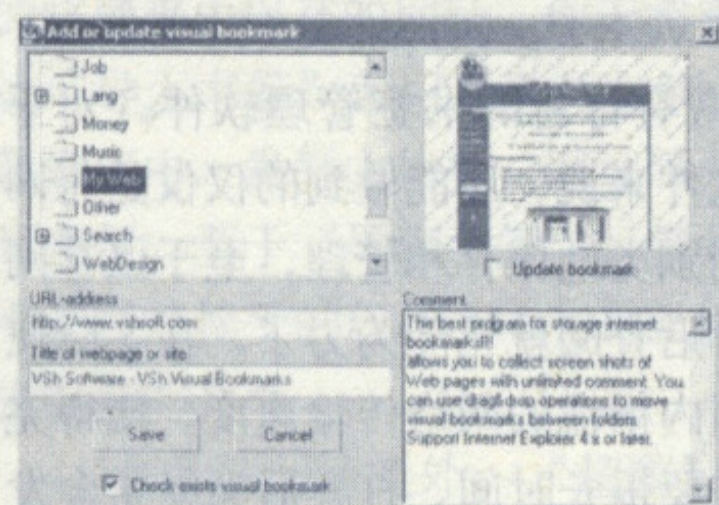 Add or update visual bookmark
Job
Lang
Money
Music
My Web
Other
Search
WebDesign
Update bookmark
URL-address
http://www.vshsoft.com
Title of webpage or site
VSh Software - VSh Visual Bookmarks
Save
Cancel
Check exists visual bookmark
Comment
The best program for storage internet
bookmarks!!!
allows you to collect screen shots of
Web pages with unlimited comment. You
can use drag&drop operations to move
visual bookmarks between folders.
Support Internet Explorer 4.x or later.